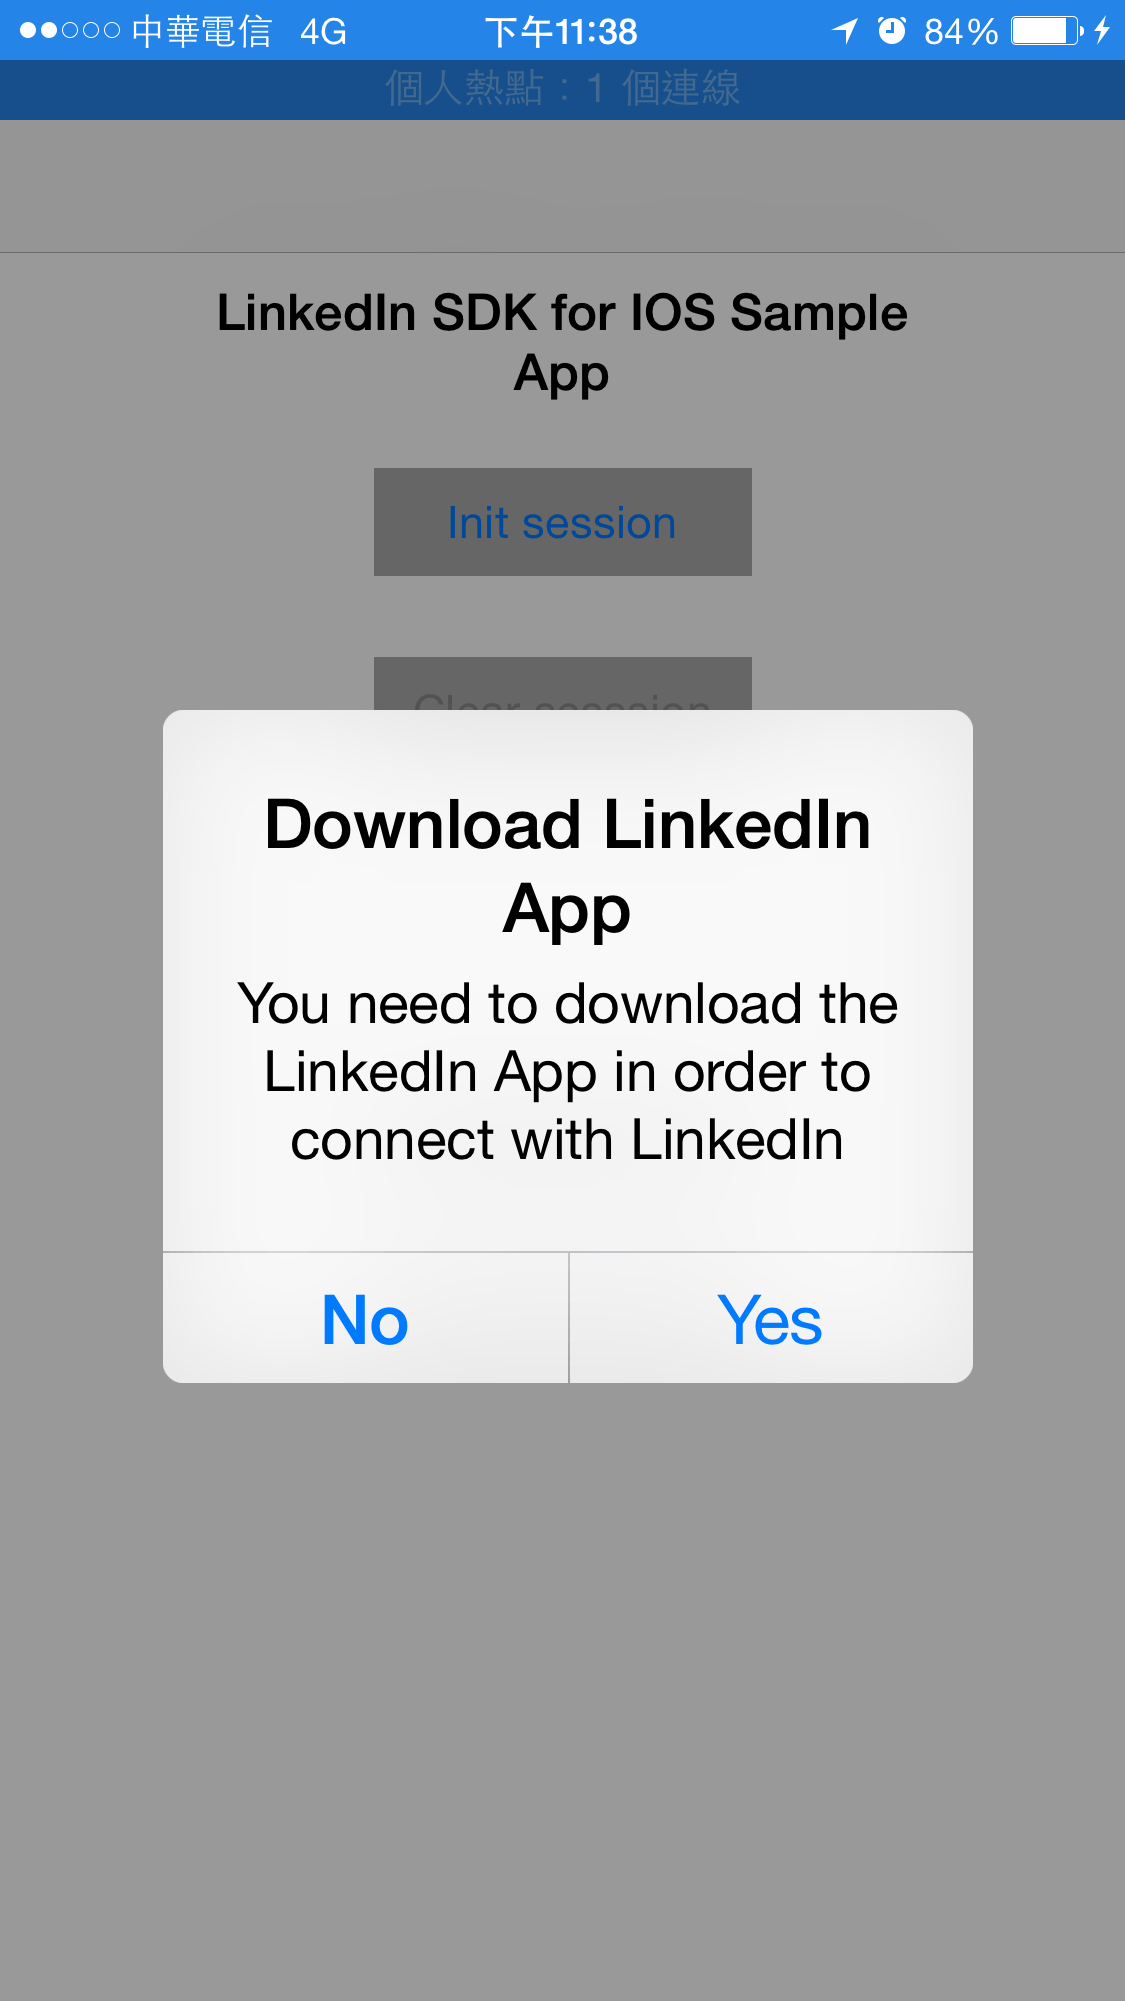 中華電信 4G 下午11:38 84%
個人熱點：1 個連線
LinkedIn SDK for IOS Sample
App
Init session
Clear session
Download LinkedIn
App
You need to download the
LinkedIn App in order to
connect with LinkedIn
No Yes